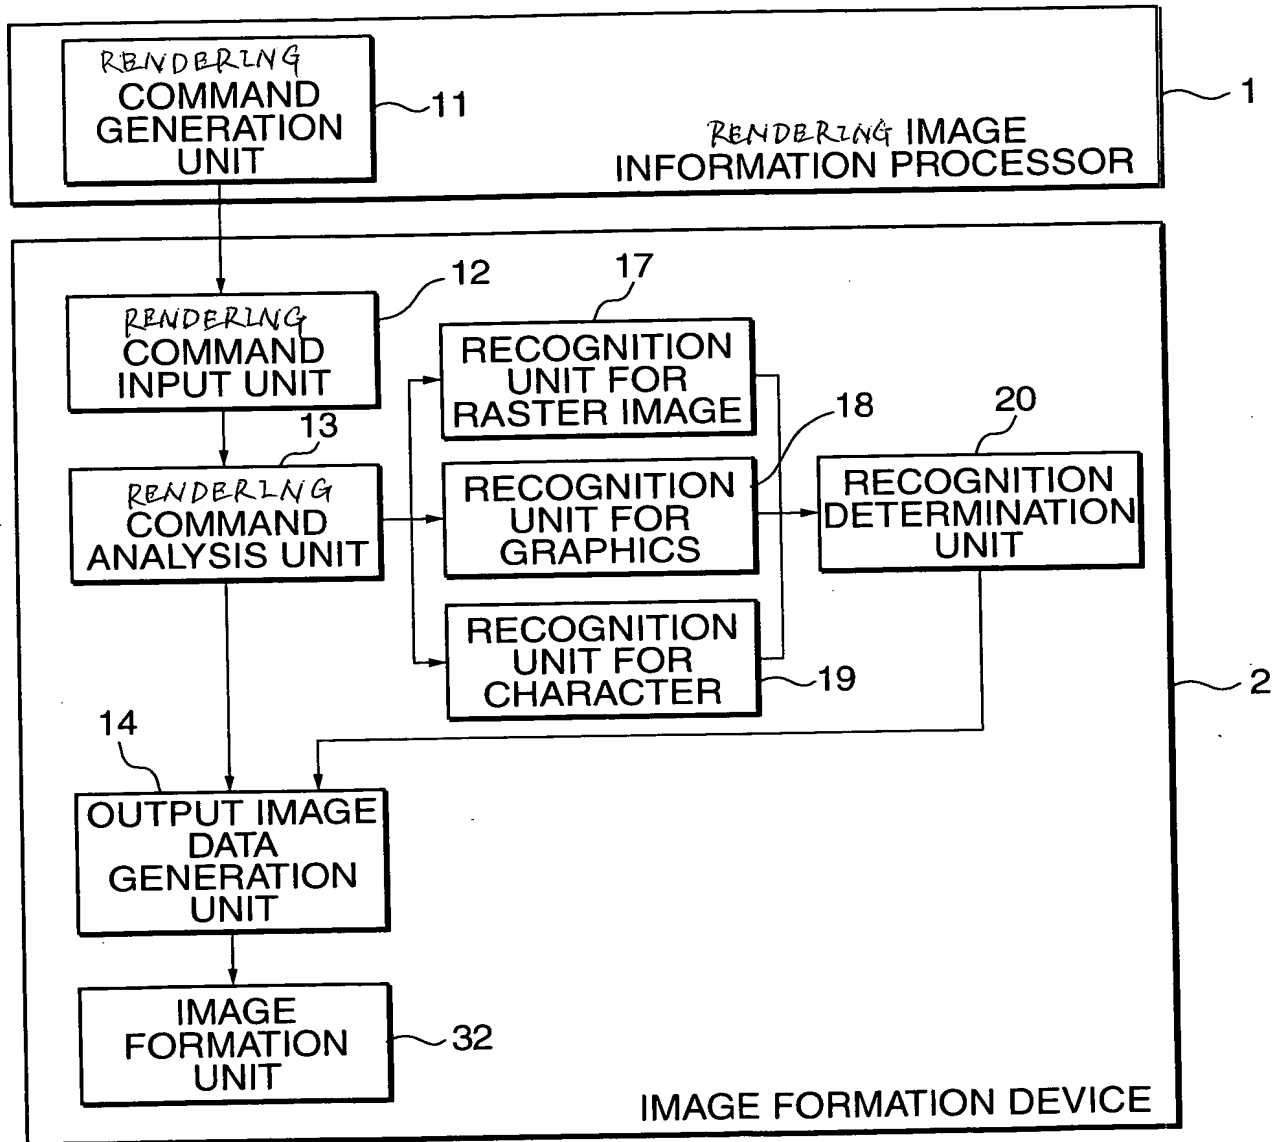 RENDERING
COMMAND
GENERATION
UNIT
11
1
RENDERING IMAGE
INFORMATION PROCESSOR
12
RENDERING
COMMAND
INPUT UNIT
17
RECOGNITION
UNIT FOR
RASTER IMAGE
13
RENDERING
COMMAND
ANALYSIS UNIT
18
RECOGNITION
UNIT FOR
GRAPHICS
20
RECOGNITION
DETERMINATION
UNIT
RECOGNITION
UNIT FOR
CHARACTER
19
2
14
OUTPUT IMAGE
DATA
GENERATION
UNIT
IMAGE
FORMATION
UNIT
32
IMAGE FORMATION DEVICE